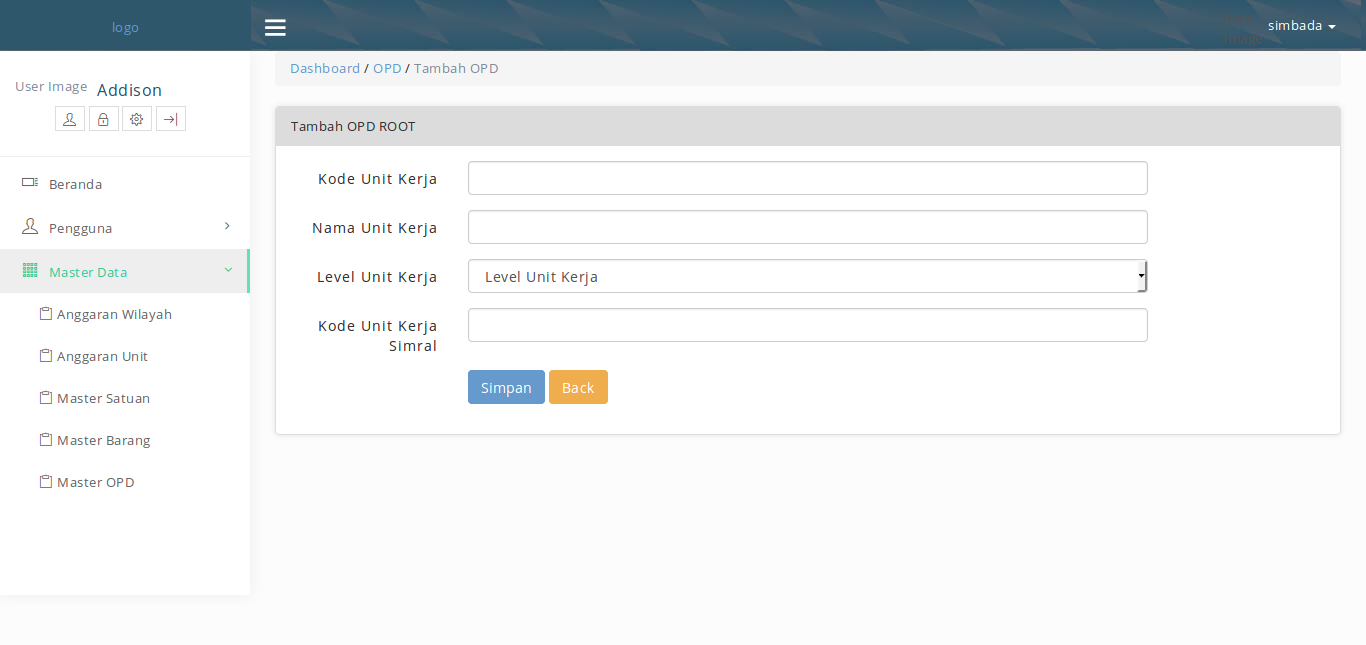 logo
simbada
User Image
Addison
Dashboard / OPD / Tambah OPD
Tambah OPD ROOT
Beranda
Pengguna
Master Data
Anggaran Wilayah
Anggaran Unit
Master Satuan
Master Barang
Master OPD
Kode Unit Kerja
Nama Unit Kerja
Level Unit Kerja
Level Unit Kerja
Kode Unit Kerja
Simral
Simpan
Back